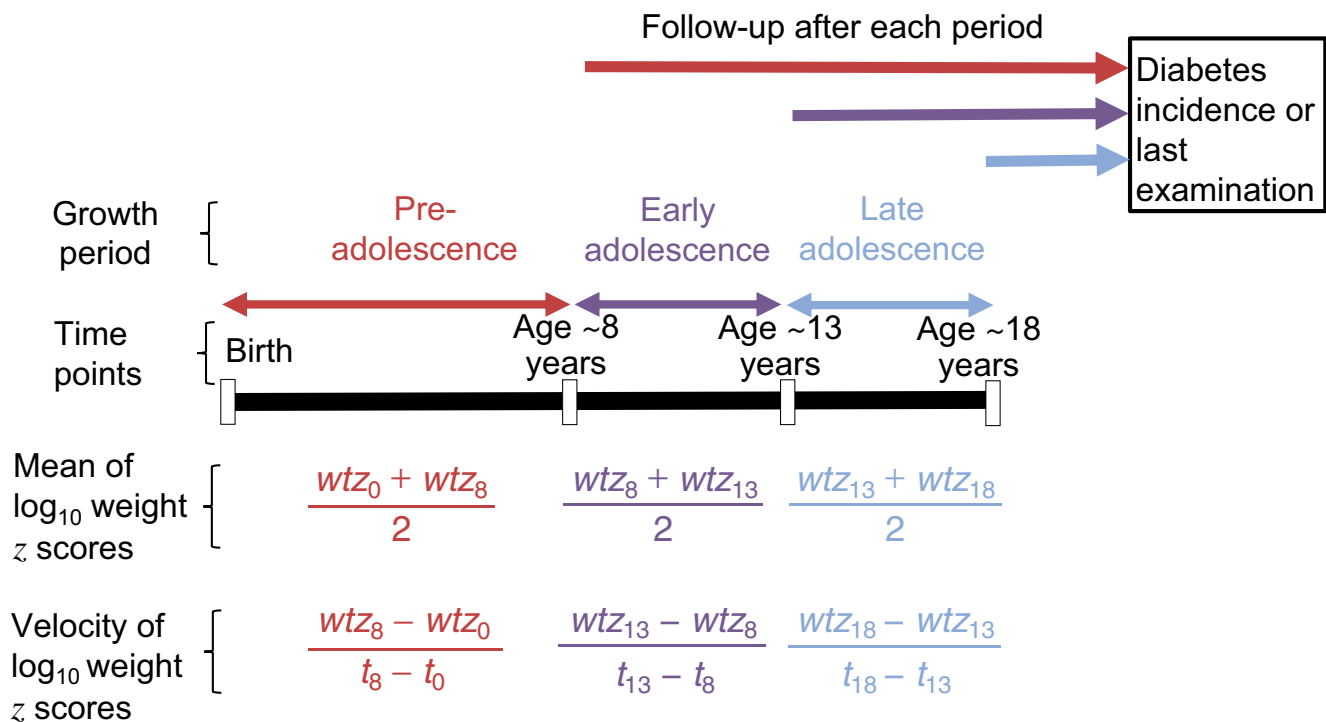 Follow-up after each period
Diabetes
incidence or
last
examination
Growth
period
Pre-
adolescence
Early
adolescence
Late
adolescence
Time
points
Birth
Age ~8
years
Age ~13
years
Age ~18
years
Mean of
log₁₀ weight
z scores
wtz₀ + wtz₈
2
wtz₈ + wtz₁₃
2
wtz₁₃ + wtz₁₈
2
Velocity of
log₁₀ weight
z scores
wtz₈ – wtz₀
t₈ – t₀
wtz₁₃ – wtz₈
t₁₃ – t₈
wtz₁₈ – wtz₁₃
t₁₈ – t₁₃